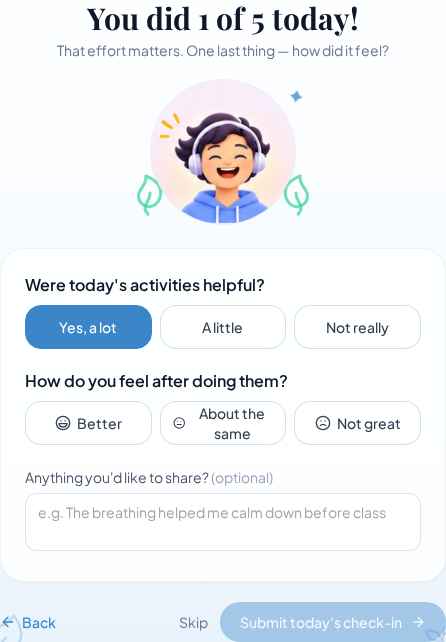 You did 1 of 5 today!
That effort matters. One last thing — how did it feel?
Were today's activities helpful?
Yes, a lot
A little
Not really
How do you feel after doing them?
Better
About the
same
Not great
Anything you'd like to share? (optional)
e.g. The breathing helped me calm down before class
Back
Skip
Submit today's check-in